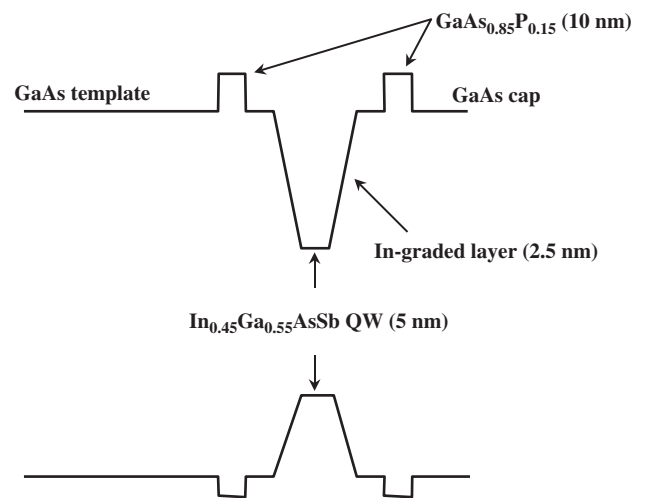 GaAs₀.₈₅P₀.₁₅ (10 nm)
GaAs template
GaAs cap
In-graded layer (2.5 nm)
In₀.₄₅Ga₀.₅₅AsSb QW (5 nm)